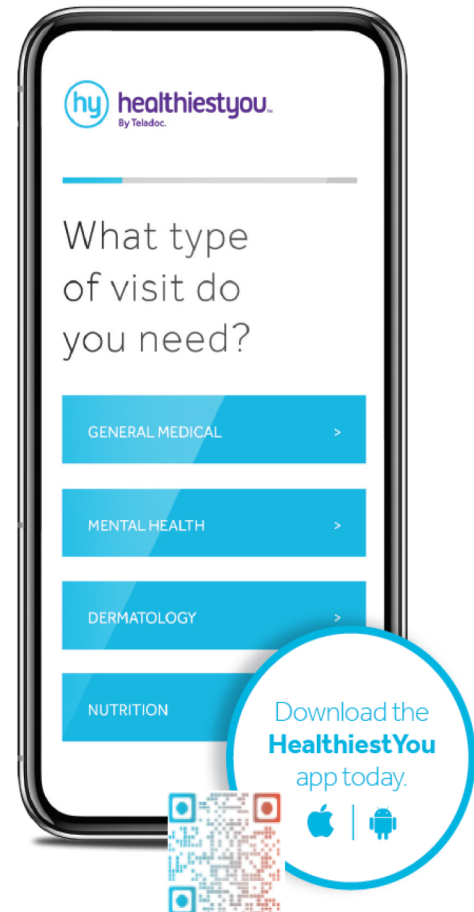 hy healthiestyou™
By Teladoc.
What type
of visit do
you need?
GENERAL MEDICAL >
MENTAL HEALTH >
DERMATOLOGY >
NUTRITION
Download the
HealthiestYou
app today.